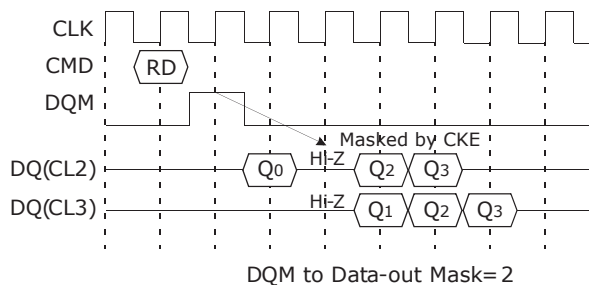 CLK
CMD RD
DQM
Masked by CKE
DQ(CL2) Q0 Hi-Z Q2 Q3
DQ(CL3) Hi-Z Q1 Q2 Q3
DQM to Data-out Mask=2